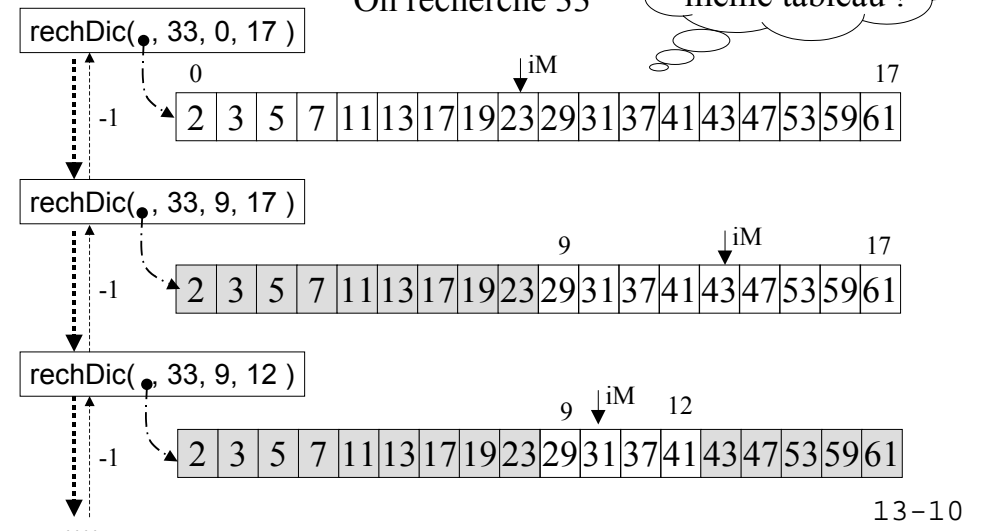 On recherche 33
même tableau ?
rechDic( , 33, 0, 17 )
0
iM
17
-1
2 3 5 7 11 13 17 19 23 29 31 37 41 43 47 53 59 61
rechDic( , 33, 9, 17 )
9
iM
17
-1
2 3 5 7 11 13 17 19 23 29 31 37 41 43 47 53 59 61
rechDic( , 33, 9, 12 )
9
iM
12
-1
2 3 5 7 11 13 17 19 23 29 31 37 41 43 47 53 59 61
13-10
....